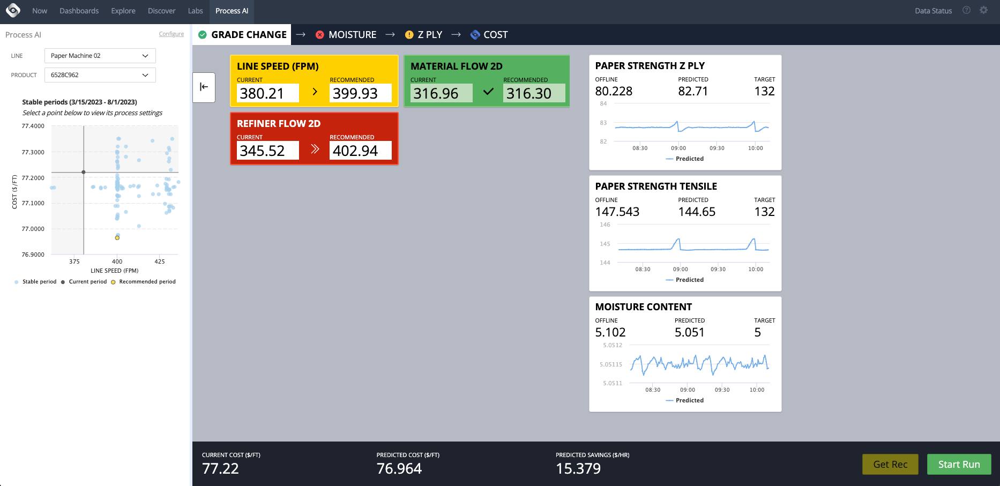 Now Dashboards Explore Discover Labs Process AI Data Status
Process AI Configure
LINE Paper Machine 02
PRODUCT 6528C962
Stable periods (3/15/2023 - 8/1/2023)
Select a point below to view its process settings
77.4000
77.3000
77.2000
77.1000
77.0000
76.9000
COST ($/FT)
375 400 425
LINE SPEED (FPM)
Stable period Current period Recommended period
GRADE CHANGE → MOISTURE → Z PLY → COST
LINE SPEED (FPM)
CURRENT RECOMMENDED
380.21 > 399.93
MATERIAL FLOW 2D
CURRENT RECOMMENDED
316.96 316.30
REFINER FLOW 2D
CURRENT RECOMMENDED
345.52 402.94
PAPER STRENGTH Z PLY
OFFLINE PREDICTED TARGET
80.228 82.71 132
84
83
82
08:30 09:00 09:30 10:00
Predicted
PAPER STRENGTH TENSILE
OFFLINE PREDICTED TARGET
147.543 144.65 132
146
145
144
08:30 09:00 09:30 10:00
Predicted
MOISTURE CONTENT
OFFLINE PREDICTED TARGET
5.102 5.051 5
5.0512
5.05115
5.0511
08:30 09:00 09:30 10:00
Predicted
CURRENT COST ($/FT) PREDICTED COST ($/FT) PREDICTED SAVINGS ($/HR)
77.22 76.964 15.379
Get Rec Start Run